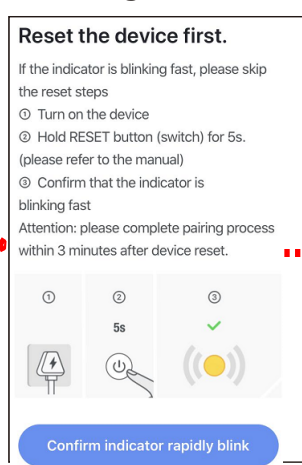 Reset the device first.
If the indicator is blinking fast, please skip
the reset steps
① Turn on the device
② Hold RESET button (switch) for 5s.
(please refer to the manual)
③ Confirm that the indicator is
blinking fast
Attention: please complete pairing process
within 3 minutes after device reset.
① ② ③
5s
Confirm indicator rapidly blink